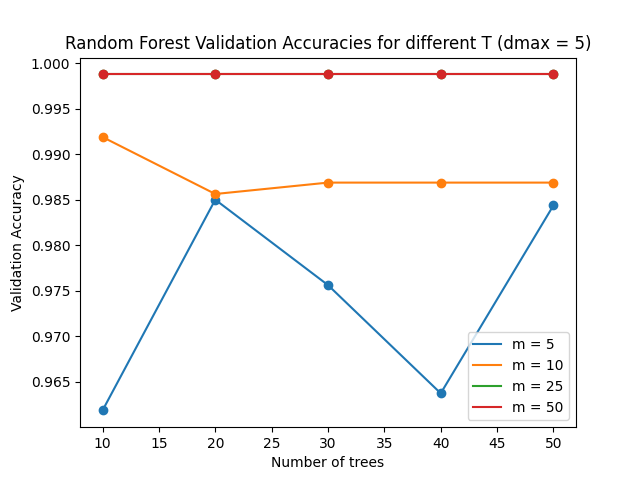 Random Forest Validation Accuracies for different T (dmax = 5)
1.000
0.995
0.990
0.985
0.980
0.975
0.970
0.965
Validation Accuracy
m = 5
m = 10
m = 25
m = 50
10 15 20 25 30 35 40 45 50
Number of trees